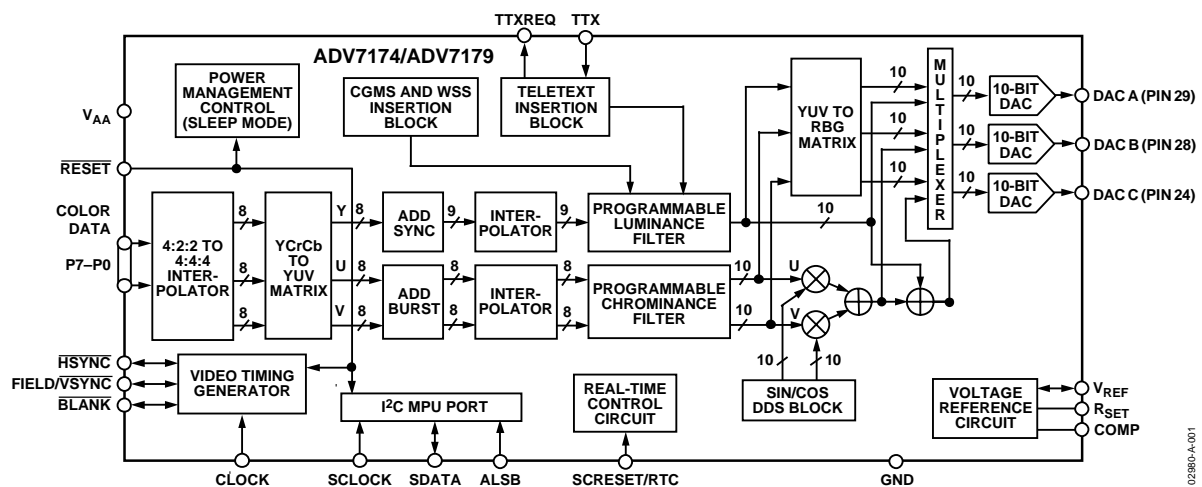 TTXREQ TTX
ADV7174/ADV7179
POWER
MANAGEMENT
CONTROL
(SLEEP MODE)
CGMS AND WSS
INSERTION
BLOCK
TELETEXT
INSERTION
BLOCK
YUV TO
RBG
MATRIX
MULTIPLEXER
10
10
10
10
10
10
10-BIT
DAC
10-BIT
DAC
10-BIT
DAC
DAC A (PIN 29)
DAC B (PIN 28)
DAC C (PIN 24)
VAA
RESET
COLOR
DATA
P7–P0
4:2:2 TO
4:4:4
INTER-
POLATOR
8
8
8
YCrCb
TO
YUV
MATRIX
Y
8
U
8
V
8
ADD
SYNC
9
INTER-
POLATOR
9
PROGRAMMABLE
LUMINANCE
FILTER
10
ADD
BURST
8
8
INTER-
POLATOR
8
8
PROGRAMMABLE
CHROMINANCE
FILTER
10
10
U
V
10
10
SIN/COS
DDS BLOCK
HSYNC
FIELD/VSYNC
BLANK
VIDEO TIMING
GENERATOR
I2C MPU PORT
REAL-TIME
CONTROL
CIRCUIT
VOLTAGE
REFERENCE
CIRCUIT
VREF
RSET
COMP
CLOCK
SCLOCK
SDATA
ALSB
SCRESET/RTC
GND
02980-A-001